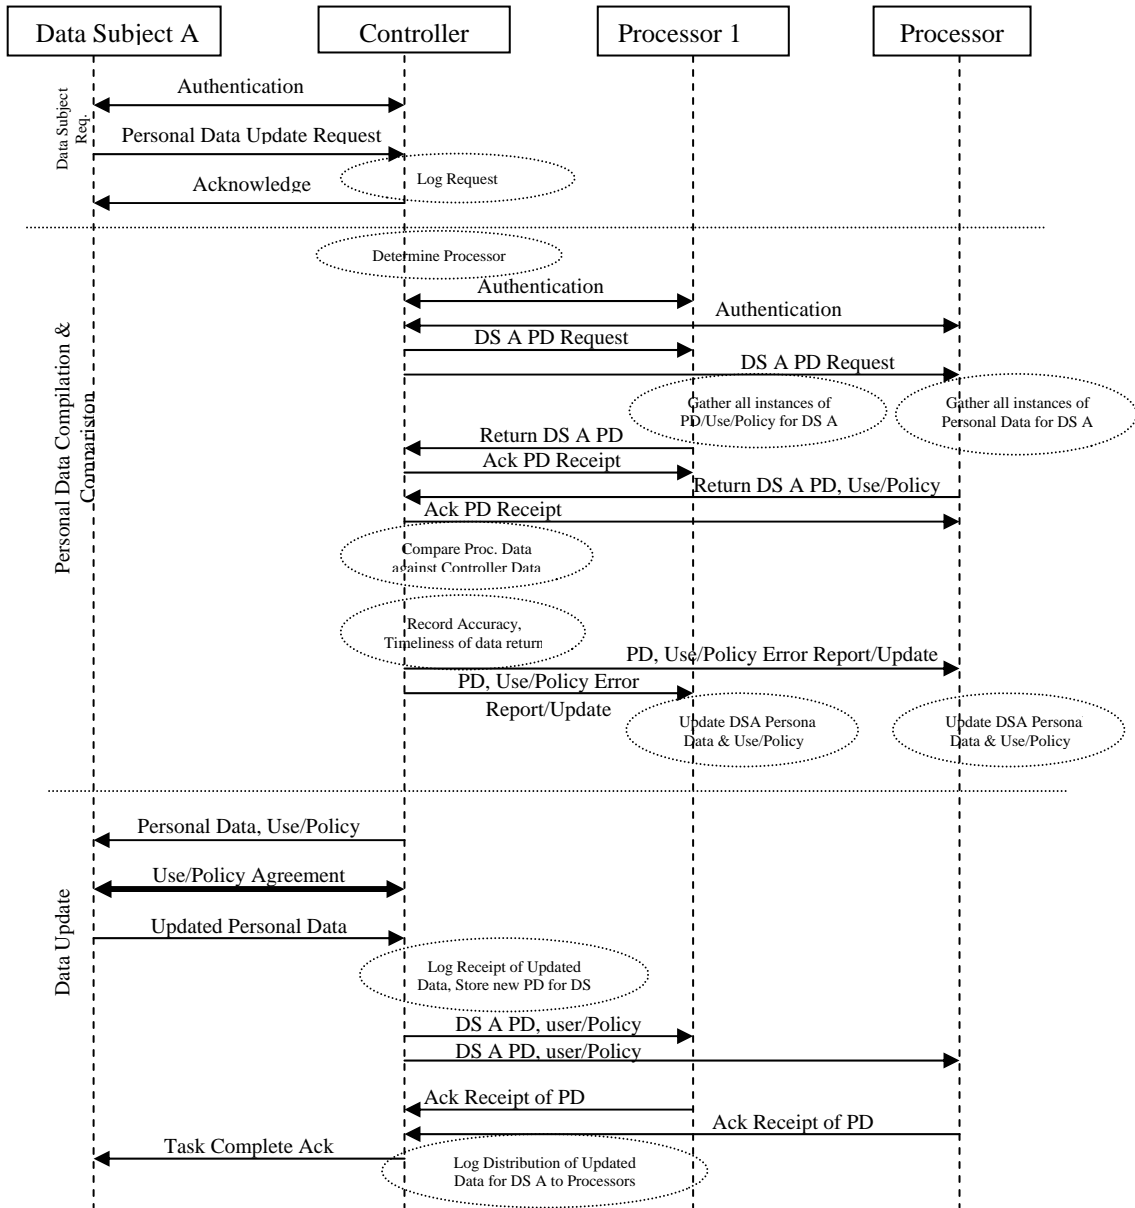 Data Subject A
Controller
Processor 1
Processor
Data Subject
Req.
Authentication
Personal Data Update Request
Log Request
Acknowledge
Determine Processor
Personal Data Compilation &
Comparistion
Authentication
Authentication
DS A PD Request
DS A PD Request
Gather all instances of
PD/Use/Policy for DS A
Gather all instances of
Personal Data for DS A
Return DS A PD
Ack PD Receipt
Return DS A PD, Use/Policy
Ack PD Receipt
Compare Proc. Data
against Controller Data
Record Accuracy,
Timeliness of data return
PD, Use/Policy Error Report/Update
PD, Use/Policy Error
Report/Update
Update DSA Persona
Data & Use/Policy
Update DSA Persona
Data & Use/Policy
Data Update
Personal Data, Use/Policy
Use/Policy Agreement
Updated Personal Data
Log Receipt of Updated
Data, Store new PD for DS
DS A PD, user/Policy
DS A PD, user/Policy
Ack Receipt of PD
Ack Receipt of PD
Task Complete Ack
Log Distribution of Updated
Data for DS A to Processors